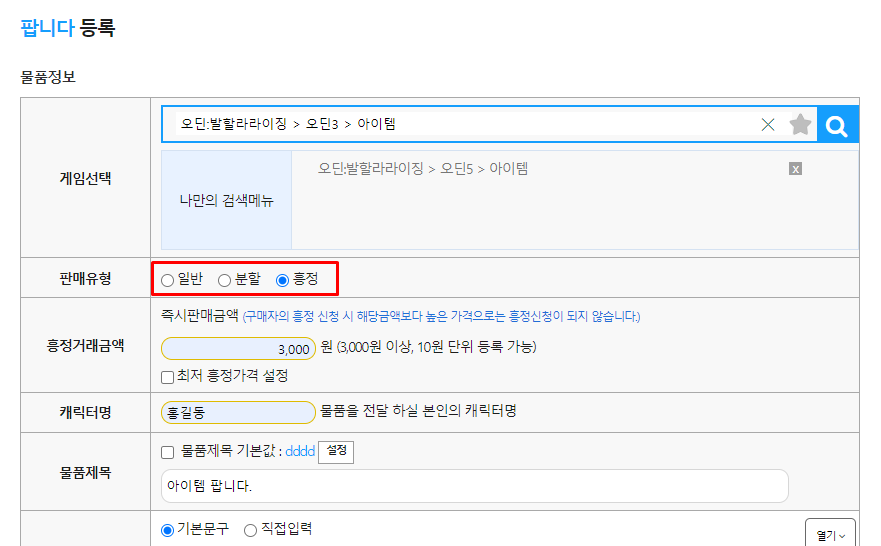 팝니다 등록
물품정보
게임선택
오딘:발할라라이징 > 오딘3 > 아이템
나만의 검색메뉴
오딘:발할라라이징 > 오딘5 > 아이템
x
판매유형
일반 분할 흥정
흥정거래금액
즉시판매금액 (구매자의 흥정 신청 시 해당금액보다 높은 가격으로는 흥정신청이 되지 않습니다.)
3,000 원 (3,000원 이상, 10원 단위 등록 가능)
최저 흥정가격 설정
캐릭터명
홍길동 물품을 전달 하실 본인의 캐릭터명
물품제목
물품제목 기본값 : dddd 설정
아이템 팝니다.
기본문구 직접입력
열기